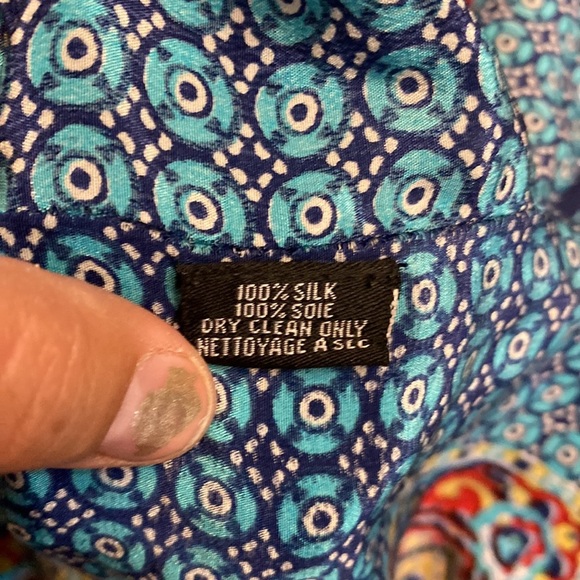 100% SILK
100% SOIE
DRY CLEAN ONLY
NETTOYAGE A SEC